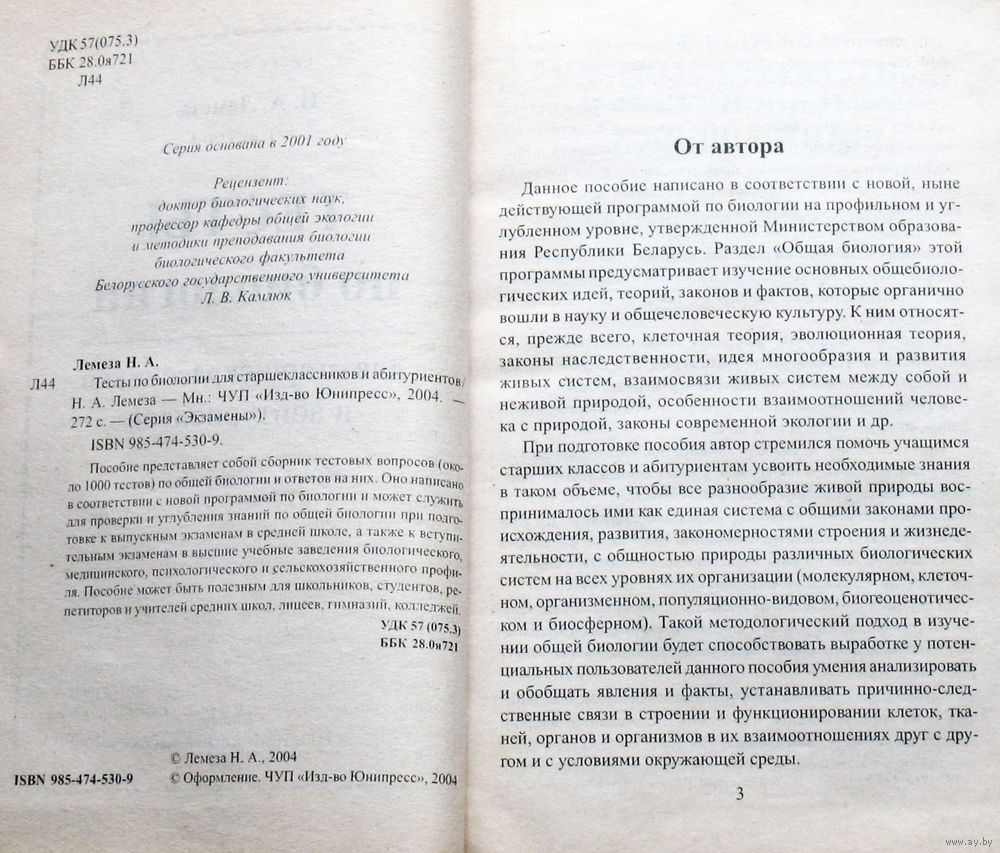 УДК 57(075.3)
ББК 28.0я721
Л44
Серия основана в 2001 году
Рецензент:
доктор биологических наук,
профессор кафедры общей экологии
и методики преподавания биологии
биологического факультета
Белорусского государственного университета
Л. В. Камлюк
Лемеза Н. А.
Л44 Тесты по биологии для старшеклассников и абитуриентов/
Н. А. Лемеза — Мн.: ЧУП «Изд-во Юнипресс», 2004. —
272 с. — (Серия «Экзамены»).
ISBN 985-474-530-9.
Пособие представляет собой сборник тестовых вопросов (око-
ло 1000 тестов) по общей биологии и ответов на них. Оно написано
в соответствии с новой программой по биологии и может служить
для проверки и углубления знаний по общей биологии при подго-
товке к выпускным экзаменам в средней школе, а также к вступи-
тельным экзаменам в высшие учебные заведения биологического,
медицинского, психологического и сельскохозяйственного профи-
ля. Пособие может быть полезным для школьников, студентов, ре-
петиторов и учителей средних школ, лицеев, гимназий, колледжей.
УДК 57 (075.3)
ББК 28.0я721
© Лемеза Н. А., 2004
ISBN 985-474-530-9 © Оформление. ЧУП «Изд-во Юнипресс», 2004
От автора
Данное пособие написано в соответствии с новой, ныне
действующей программой по биологии на профильном и уг-
лубленном уровне, утвержденной Министерством образова-
ния Республики Беларусь. Раздел «Общая биология» этой
программы предусматривает изучение основных общебиоло-
гических идей, теорий, законов и фактов, которые органично
вошли в науку и общечеловеческую культуру. К ним относят-
ся, прежде всего, клеточная теория, эволюционная теория,
законы наследственности, идея многообразия и развития
живых систем, взаимосвязи живых систем между собой и
неживой природой, особенности взаимоотношений челове-
ка с природой, законы современной экологии и др.
При подготовке пособия автор стремился помочь учащимся
старших классов и абитуриентам усвоить необходимые знания
в таком объеме, чтобы все разнообразие живой природы вос-
принималось ими как единая система с общими законами про-
исхождения, развития, закономерностями строения и жизнеде-
ятельности, с общностью природы различных биологических
систем на всех уровнях их организации (молекулярном, клеточ-
ном, организменном, популяционно-видовом, биогеоценотичес-
ком и биосферном). Такой методологический подход в изуче-
нии общей биологии будет способствовать выработке у потен-
циальных пользователей данного пособия умения анализировать
и обобщать явления и факты, устанавливать причинно-след-
ственные связи в строении и функционировании клеток, тка-
ней, органов и организмов в их взаимоотношениях друг с дру-
гом и с условиями окружающей среды.
3
www.ay.by